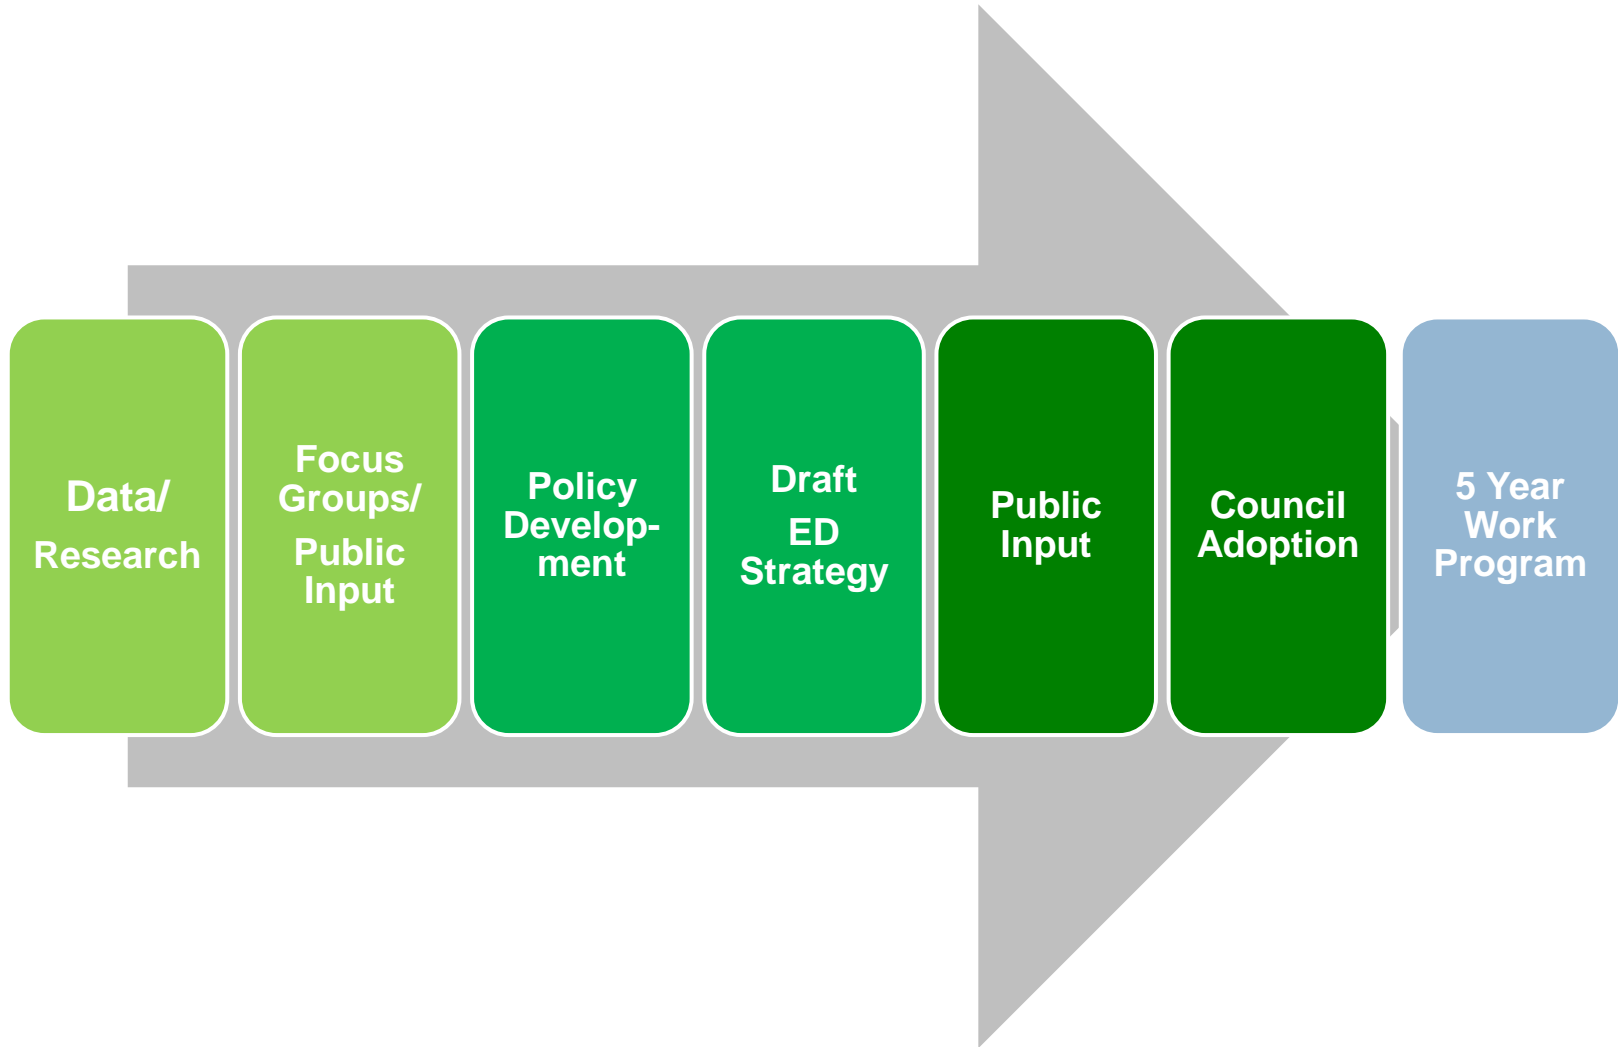 Data/
Research
Focus
Groups/
Public
Input
Policy
Develop-
ment
Draft
ED
Strategy
Public
Input
Council
Adoption
5 Year
Work
Program